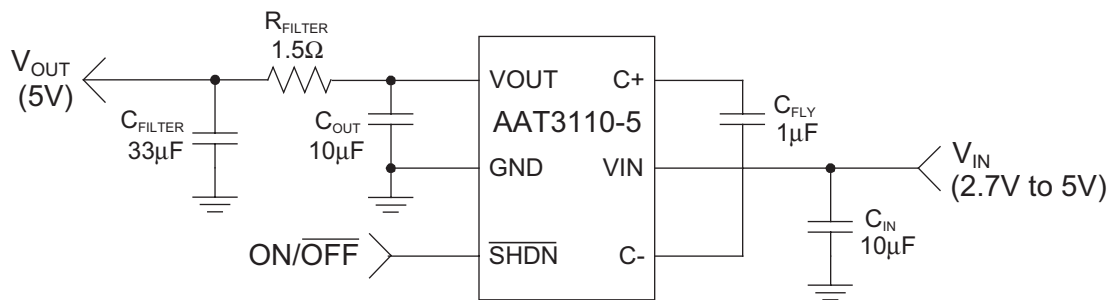 R_FILTER
1.5Ω
V_OUT
(5V)
C_FILTER
33µF
C_OUT
10µF
VOUT
C+
AAT3110-5
GND
VIN
SHDN
C-
C_FLY
1µF
V_IN
(2.7V to 5V)
C_IN
10µF
ON/OFF